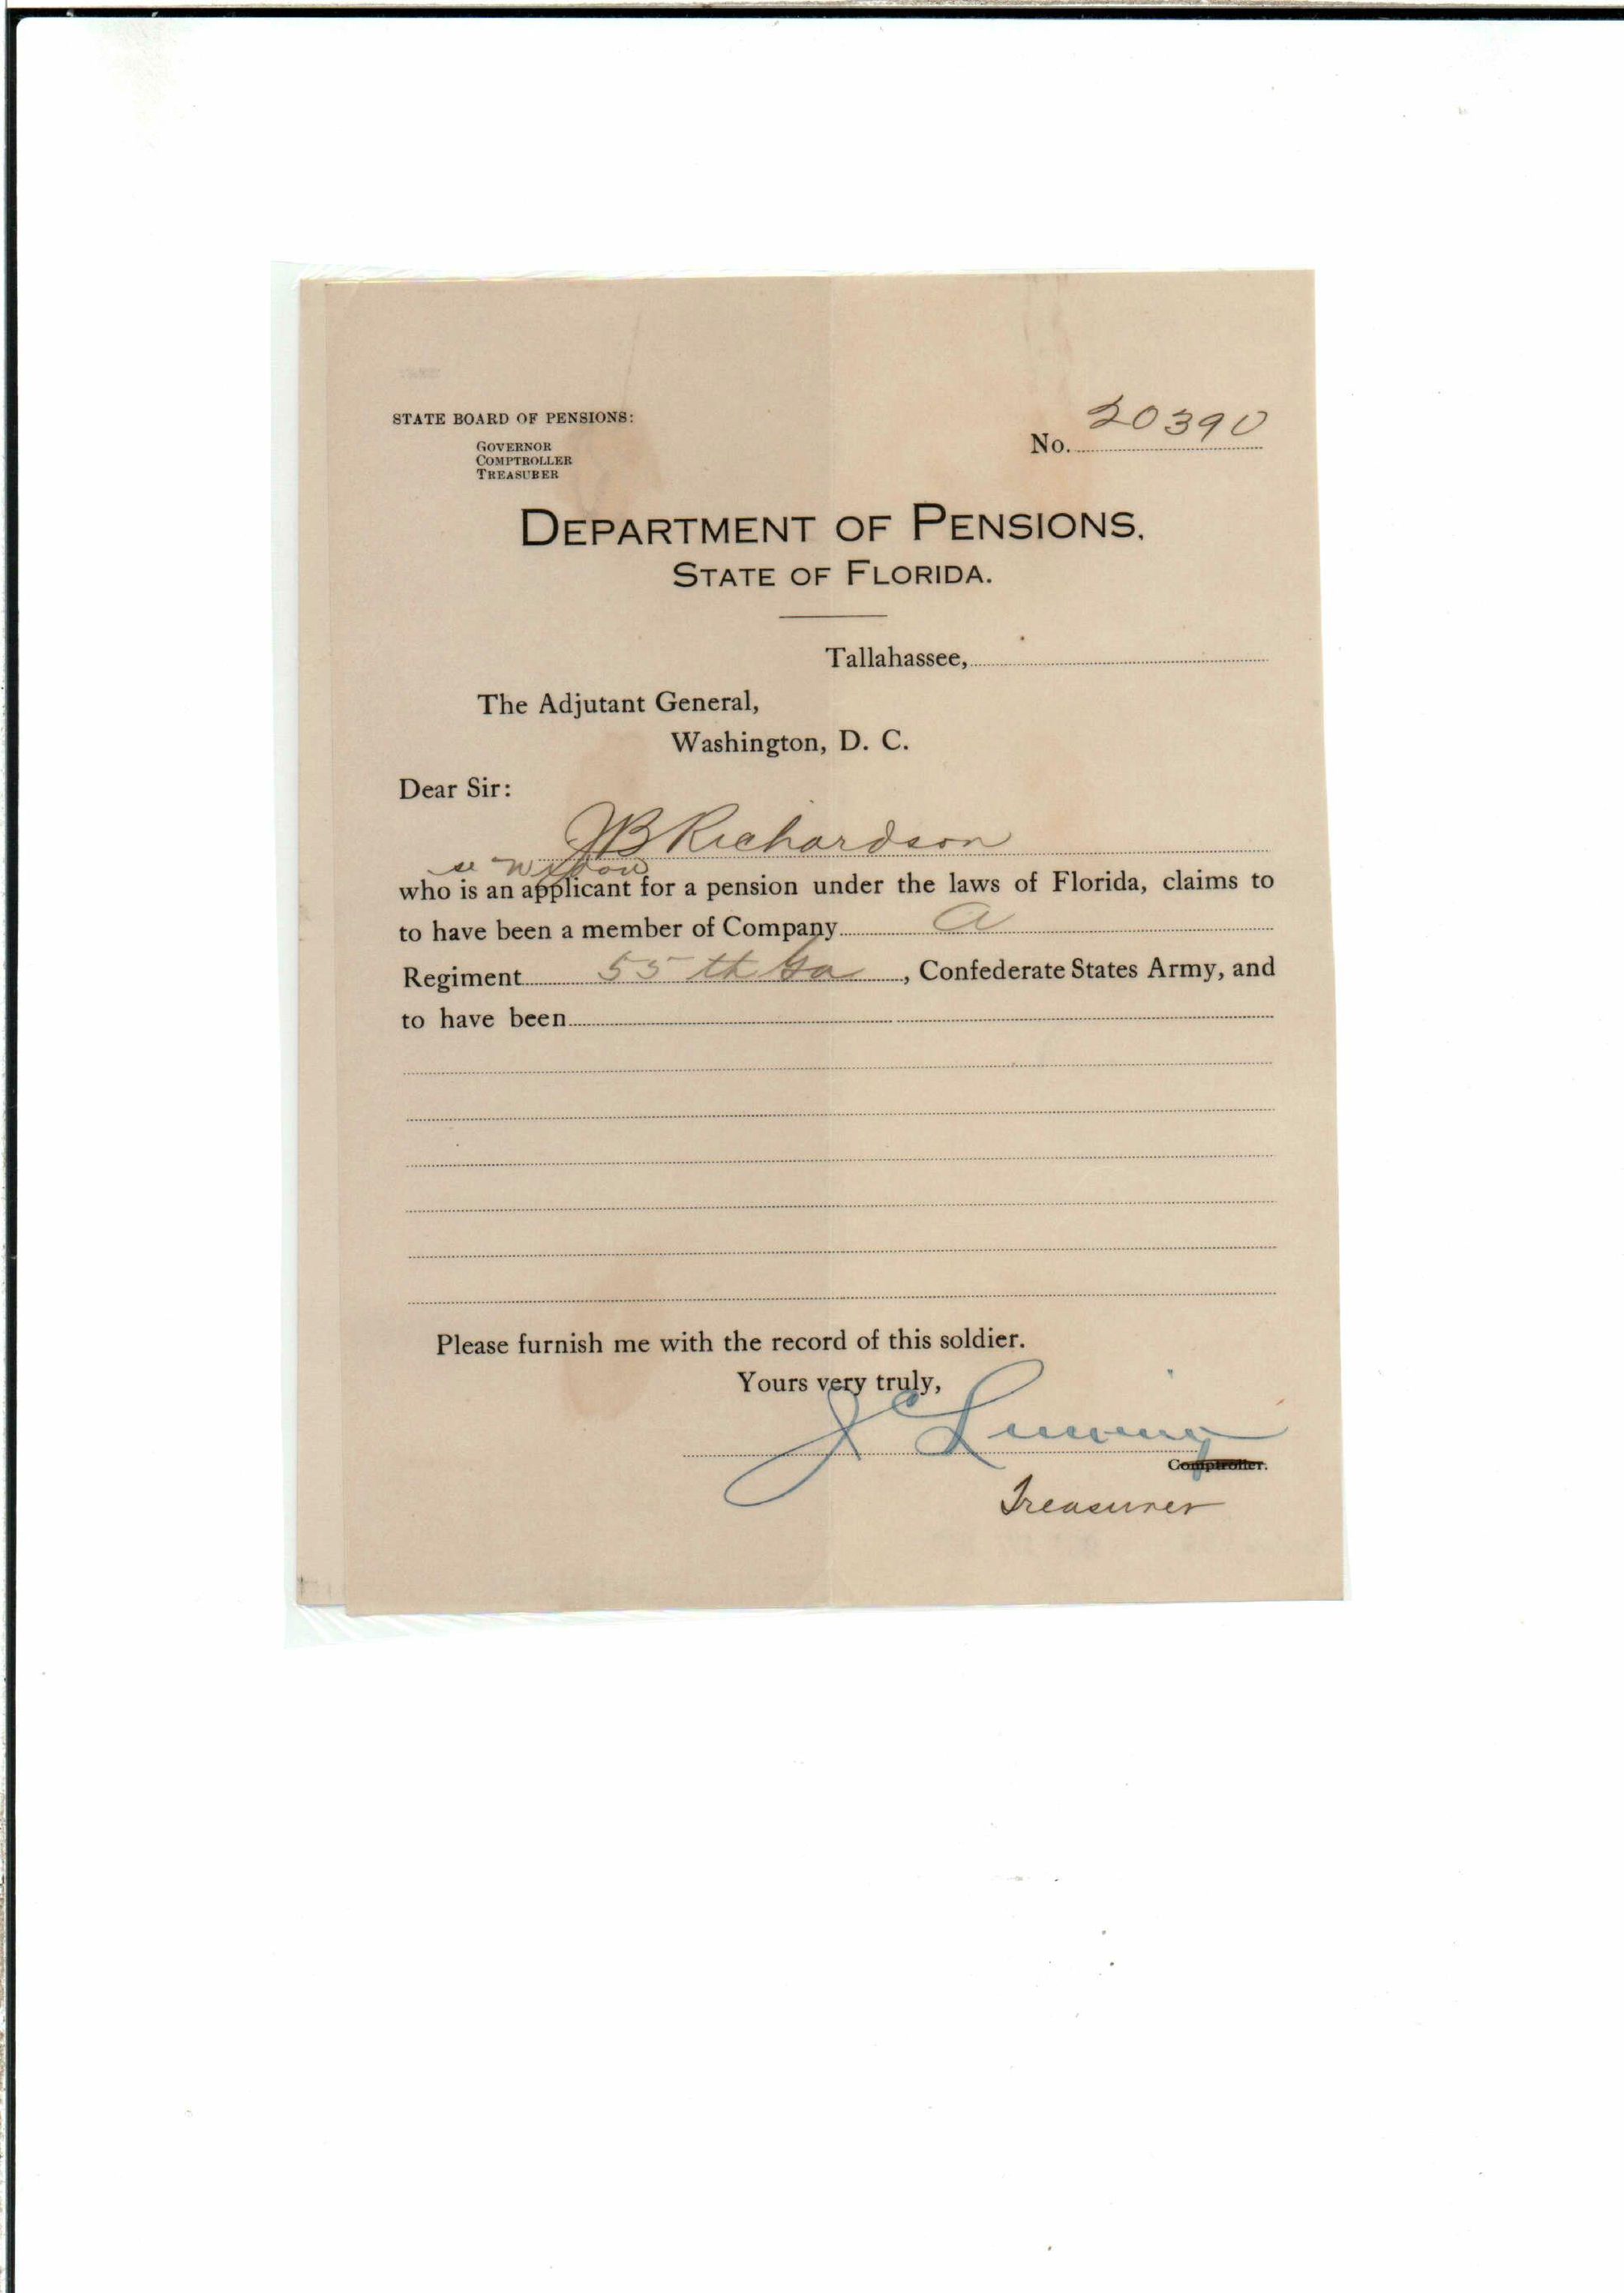 STATE BOARD OF PENSIONS:
GOVERNOR
COMPTROLLER
TREASURER
No. 20390
DEPARTMENT OF PENSIONS.
STATE OF FLORIDA.
Tallahassee,
The Adjutant General,
Washington, D. C.
Dear Sir:
JB Richardson
Widow
who is an applicant for a pension under the laws of Florida, claims to
to have been a member of Company a
Regiment 55th Ga, Confederate States Army, and
to have been
Please furnish me with the record of this soldier.
Yours very truly,
J C Luning
Comptroller.
Treasurer